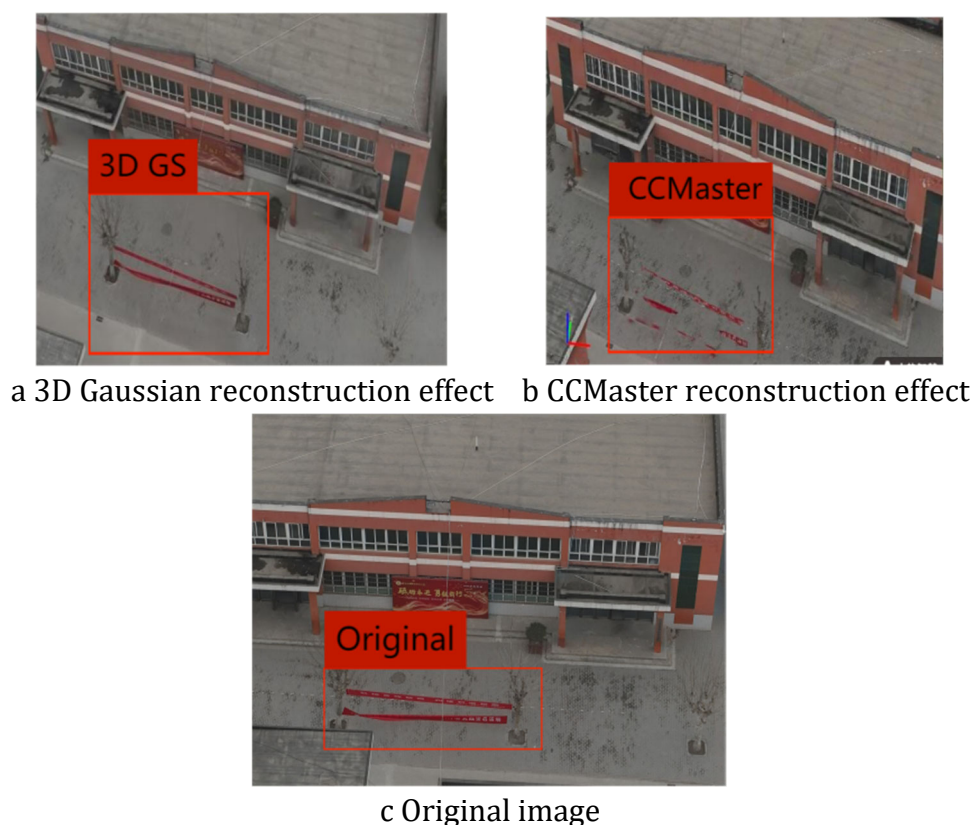 3D GS
CCMaster
a 3D Gaussian reconstruction effect
b CCMaster reconstruction effect
Original
c Original image